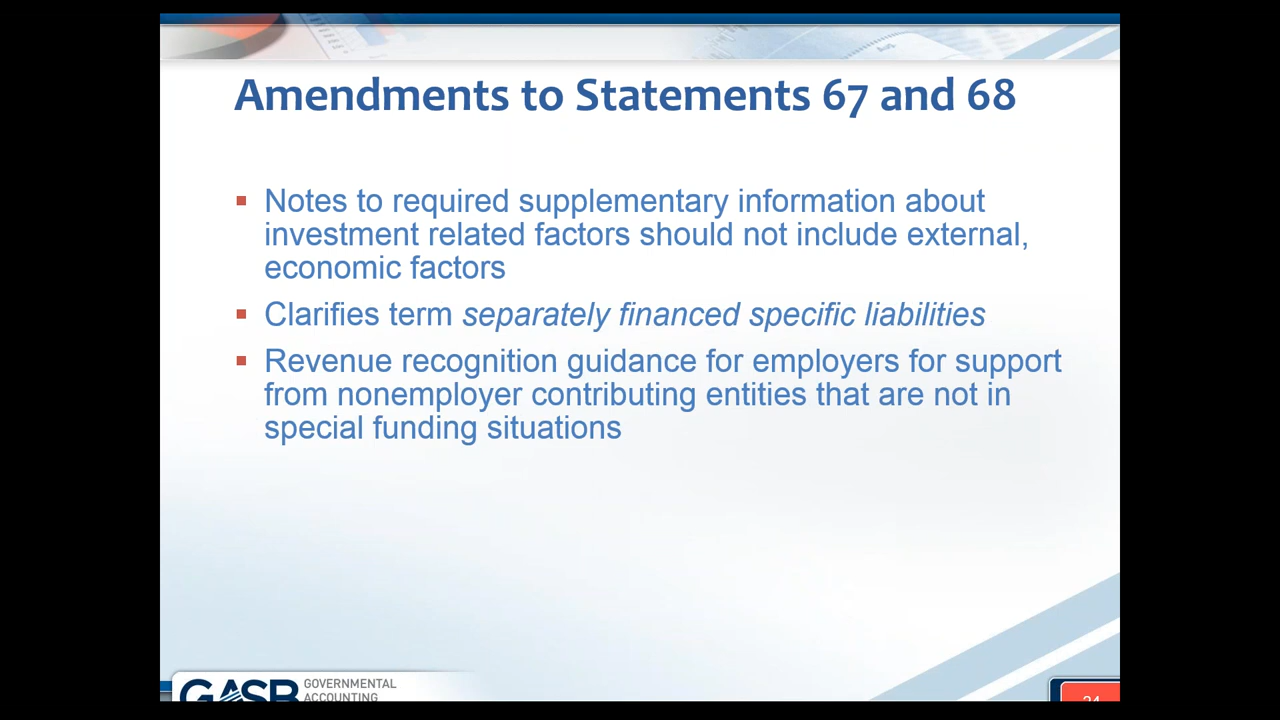 Amendments to Statements 67 and 68
Notes to required supplementary information about
investment related factors should not include external,
economic factors
Clarifies term separately financed specific liabilities
Revenue recognition guidance for employers for support
from nonemployer contributing entities that are not in
special funding situations
GASB
GOVERNMENTAL
ACCOUNTING